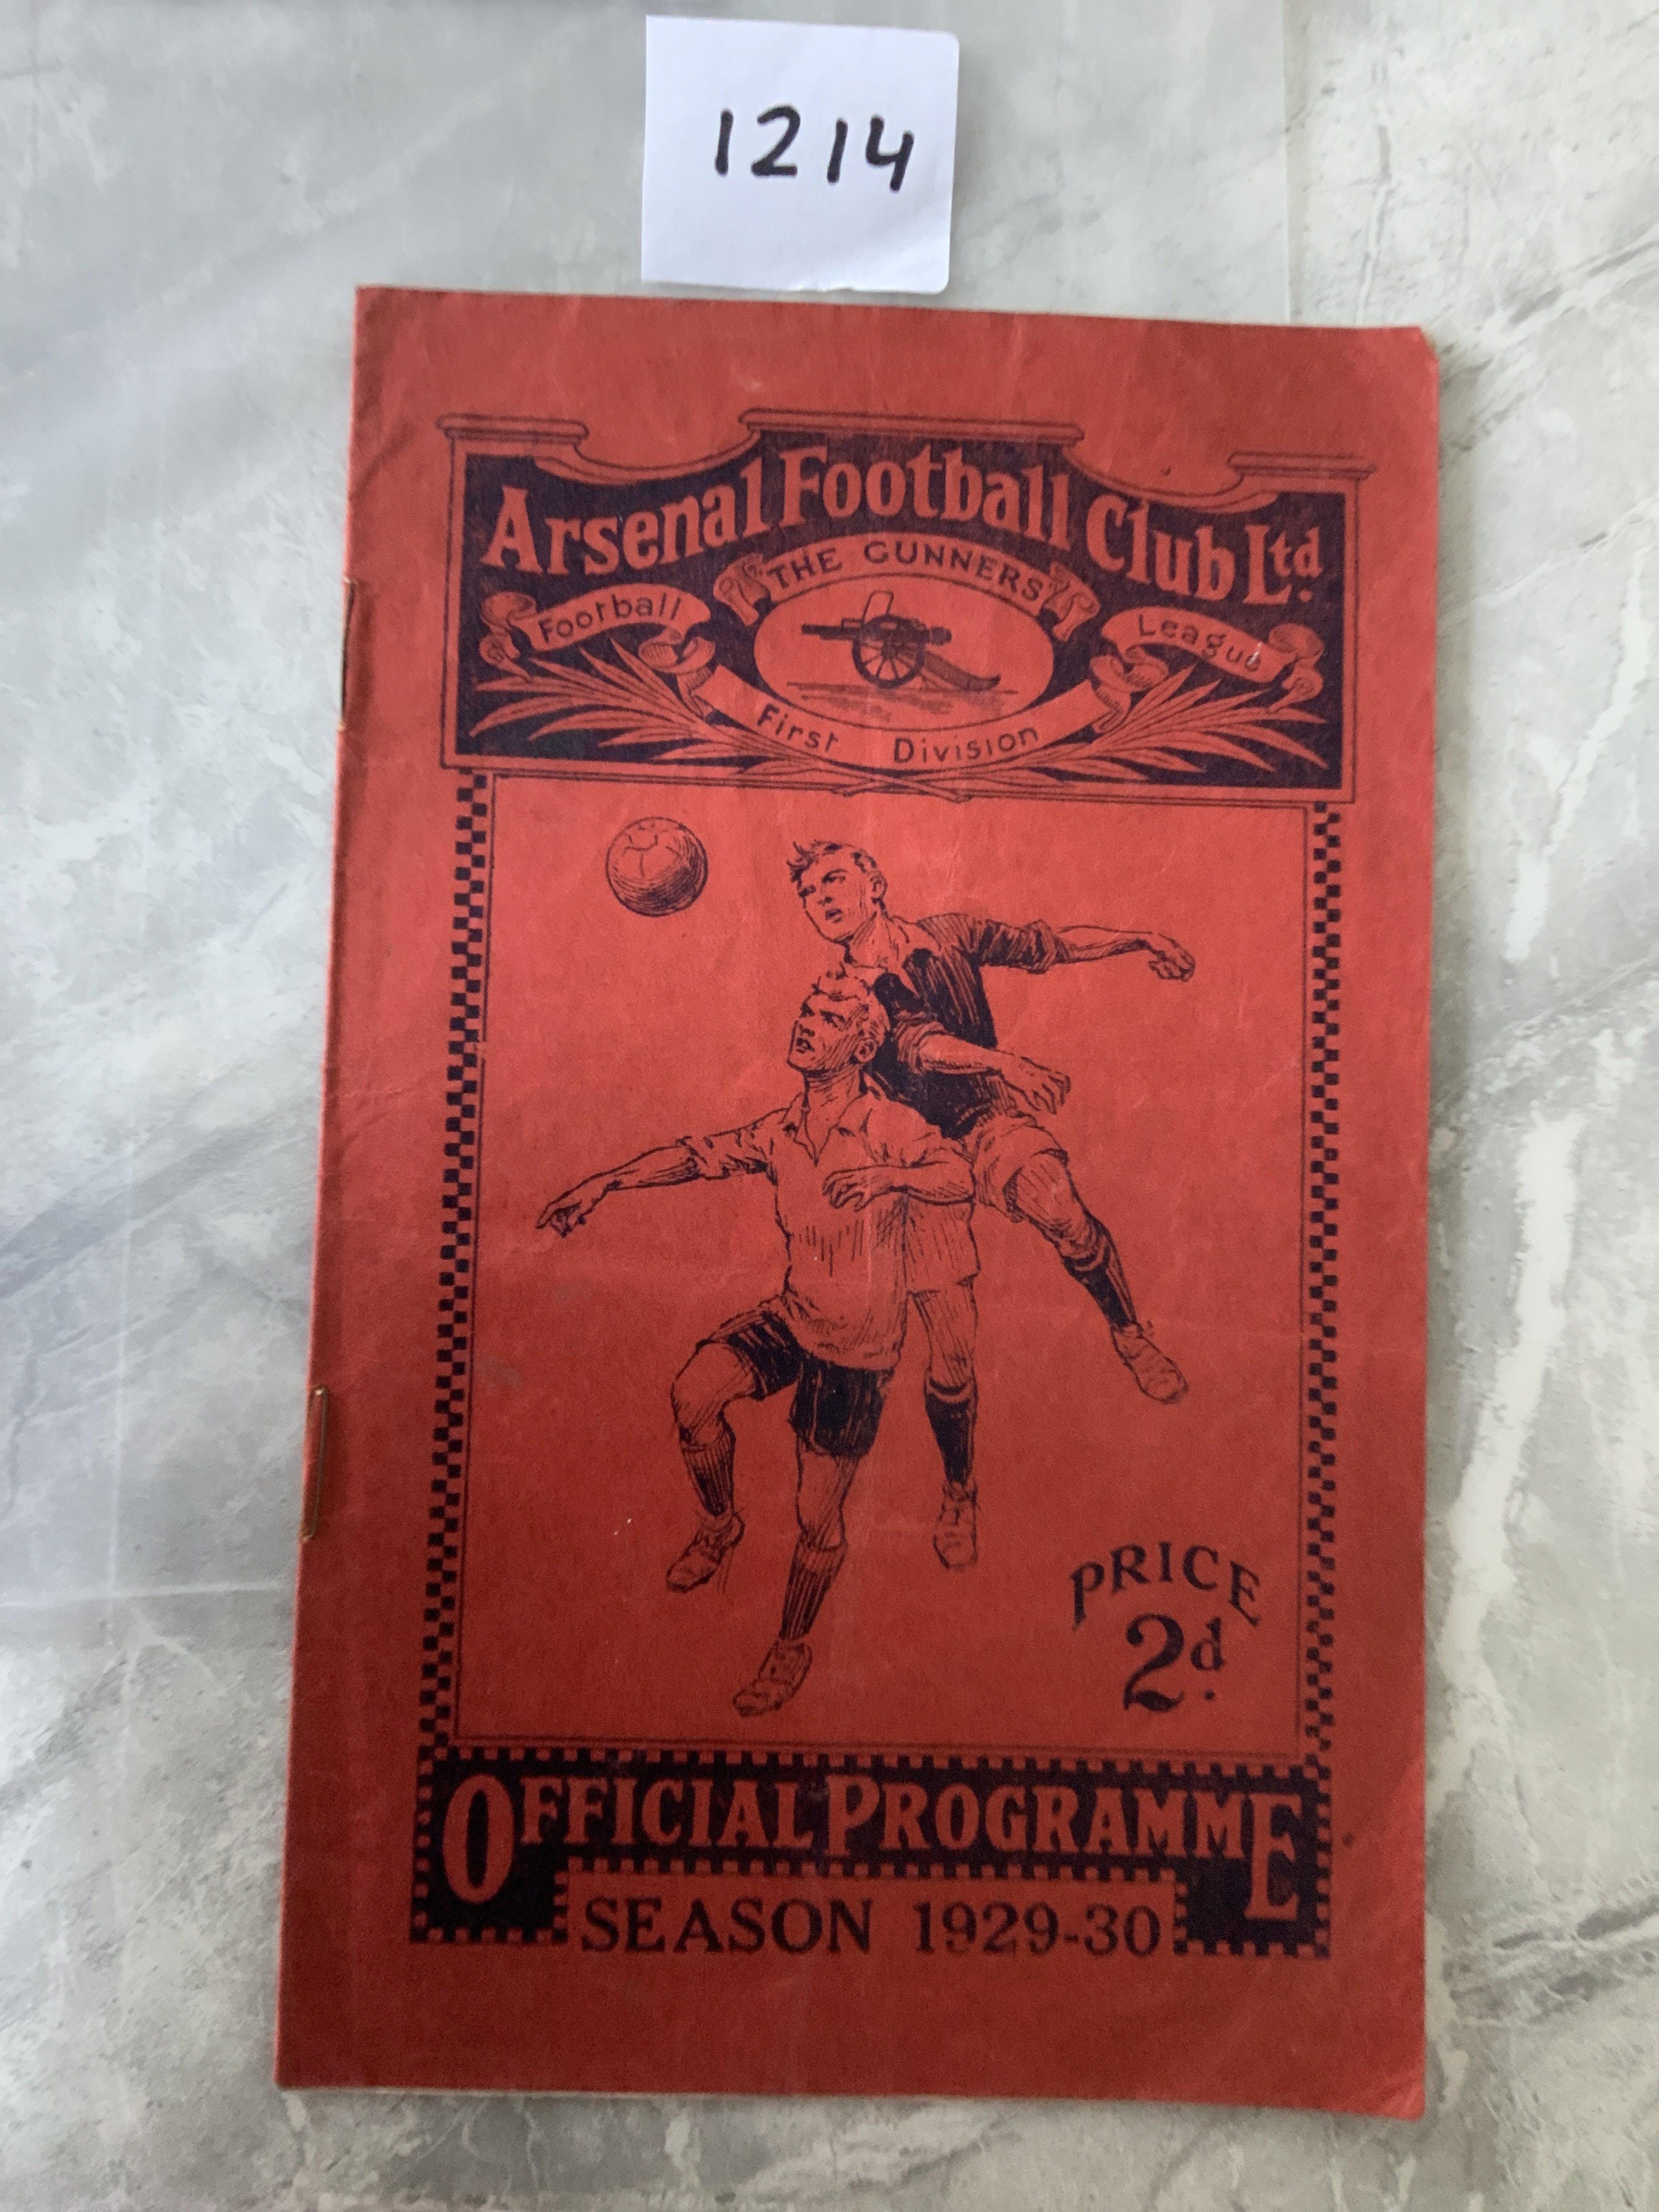 1214
Arsenal Football Club Ltd.
THE GUNNERS
Football League
First Division
PRICE
2d.
OFFICIAL PROGRAMME
SEASON 1929-30